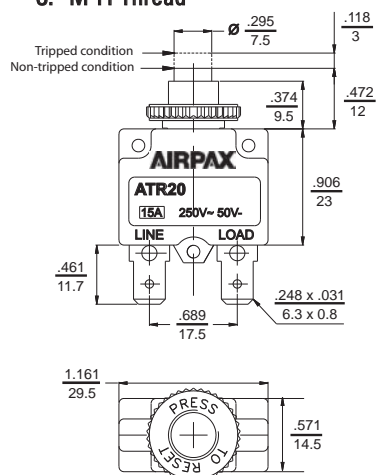 Ø .295
7.5
.118
3
Tripped condition
Non-tripped condition
.374
9.5
.472
12
AIRPAX
ATR20
15A 250V~ 50V-
LINE LOAD
.906
23
.461
11.7
.689
17.5
.248 x .031
6.3 x 0.8
1.161
29.5
PRESS
TO RESET
.571
14.5